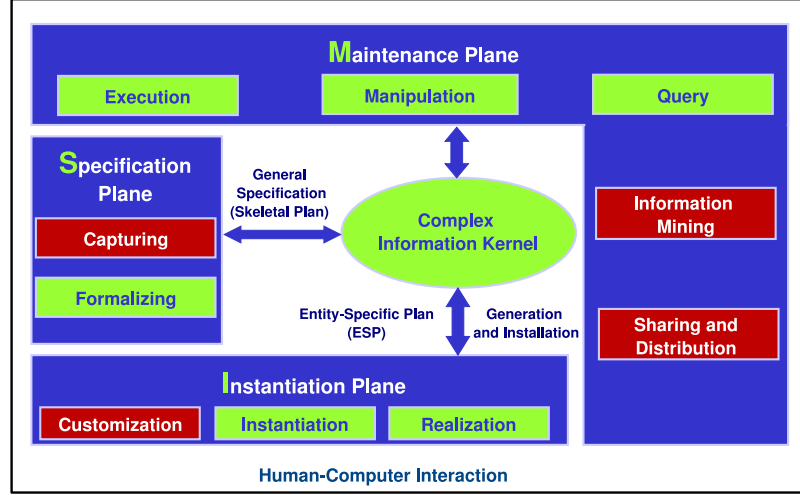 Maintenance Plane
Execution
Manipulation
Query
Specification
Plane
Capturing
Formalizing
General
Specification
(Skeletal Plan)
Complex
Information Kernel
Information
Mining
Sharing and
Distribution
Entity-Specific Plan
(ESP)
Generation
and Installation
Instantiation Plane
Customization
Instantiation
Realization
Human-Computer Interaction